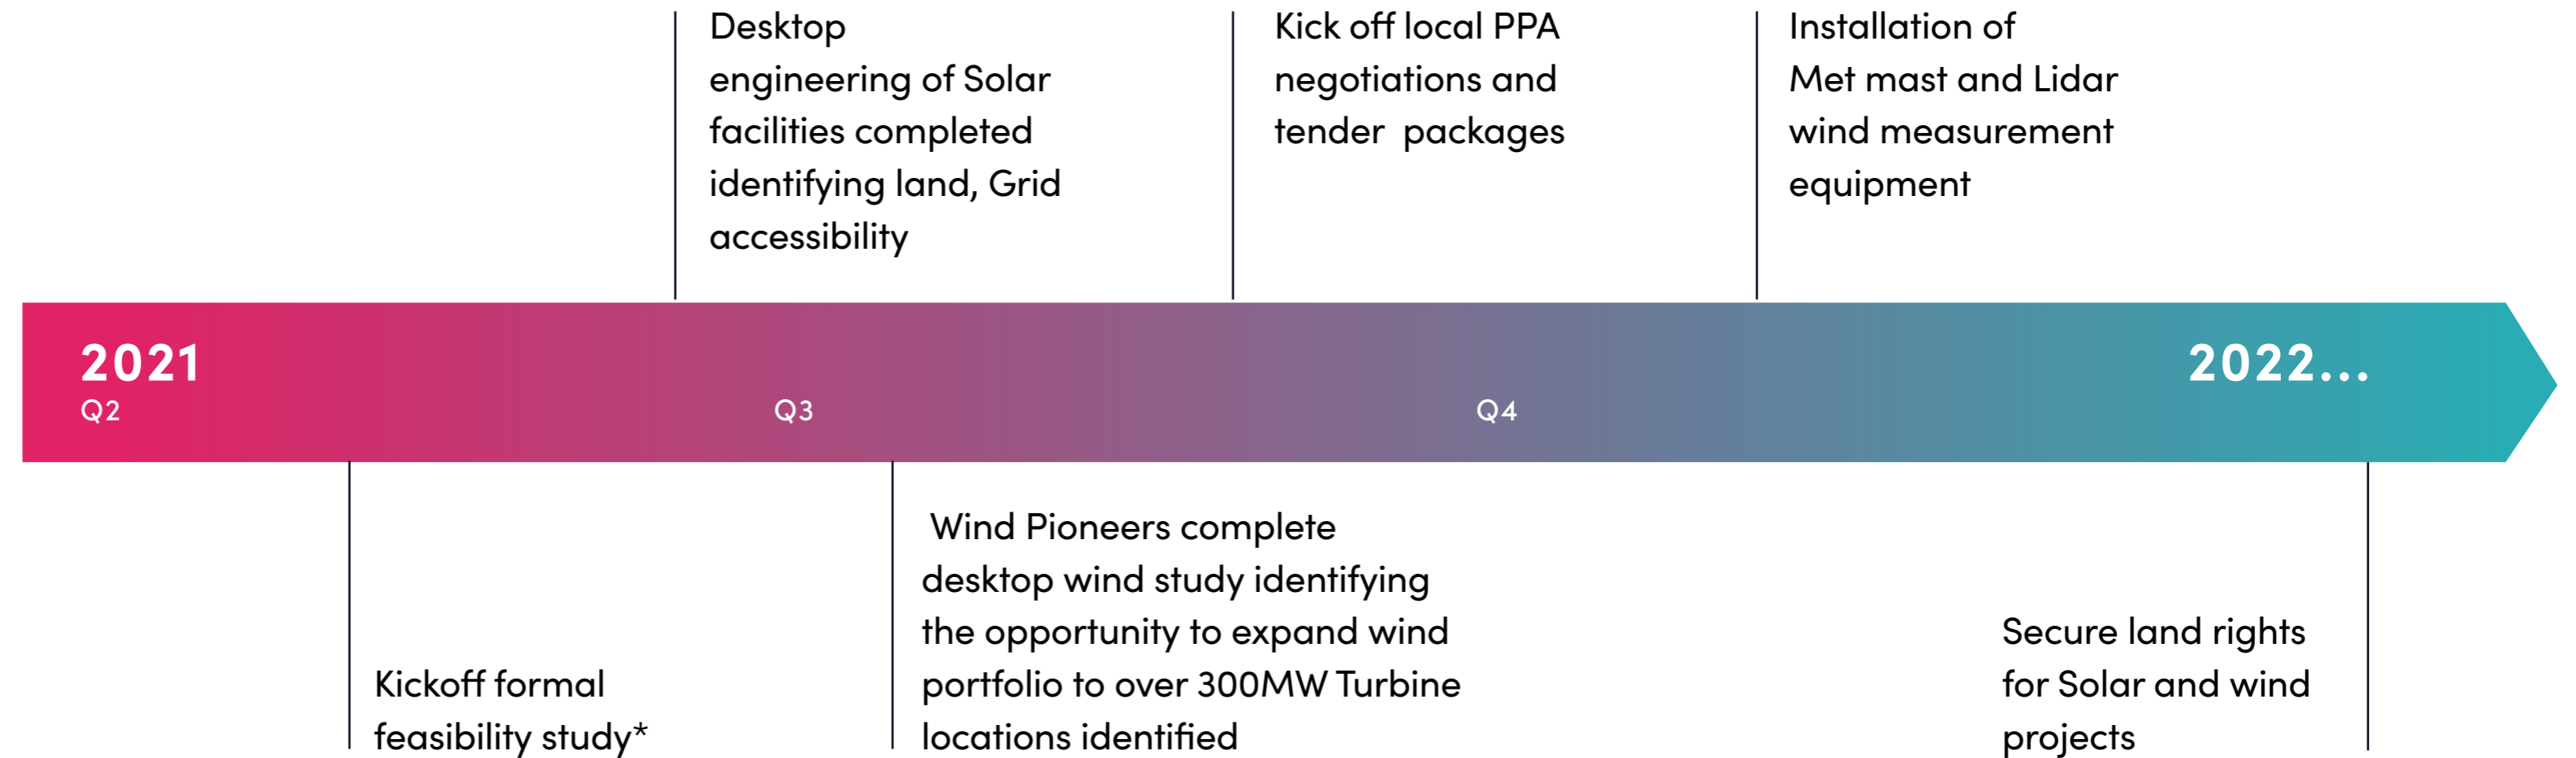 Desktop
engineering of Solar
facilities completed
identifying land, Grid
accessibility
Kick off local PPA
negotiations and
tender packages
Installation of
Met mast and Lidar
wind measurement
equipment
2021
Q2
Q3
Q4
2022...
Kickoff formal
feasibility study*
Wind Pioneers complete
desktop wind study identifying
the opportunity to expand wind
portfolio to over 300MW Turbine
locations identified
Secure land rights
for Solar and wind
projects